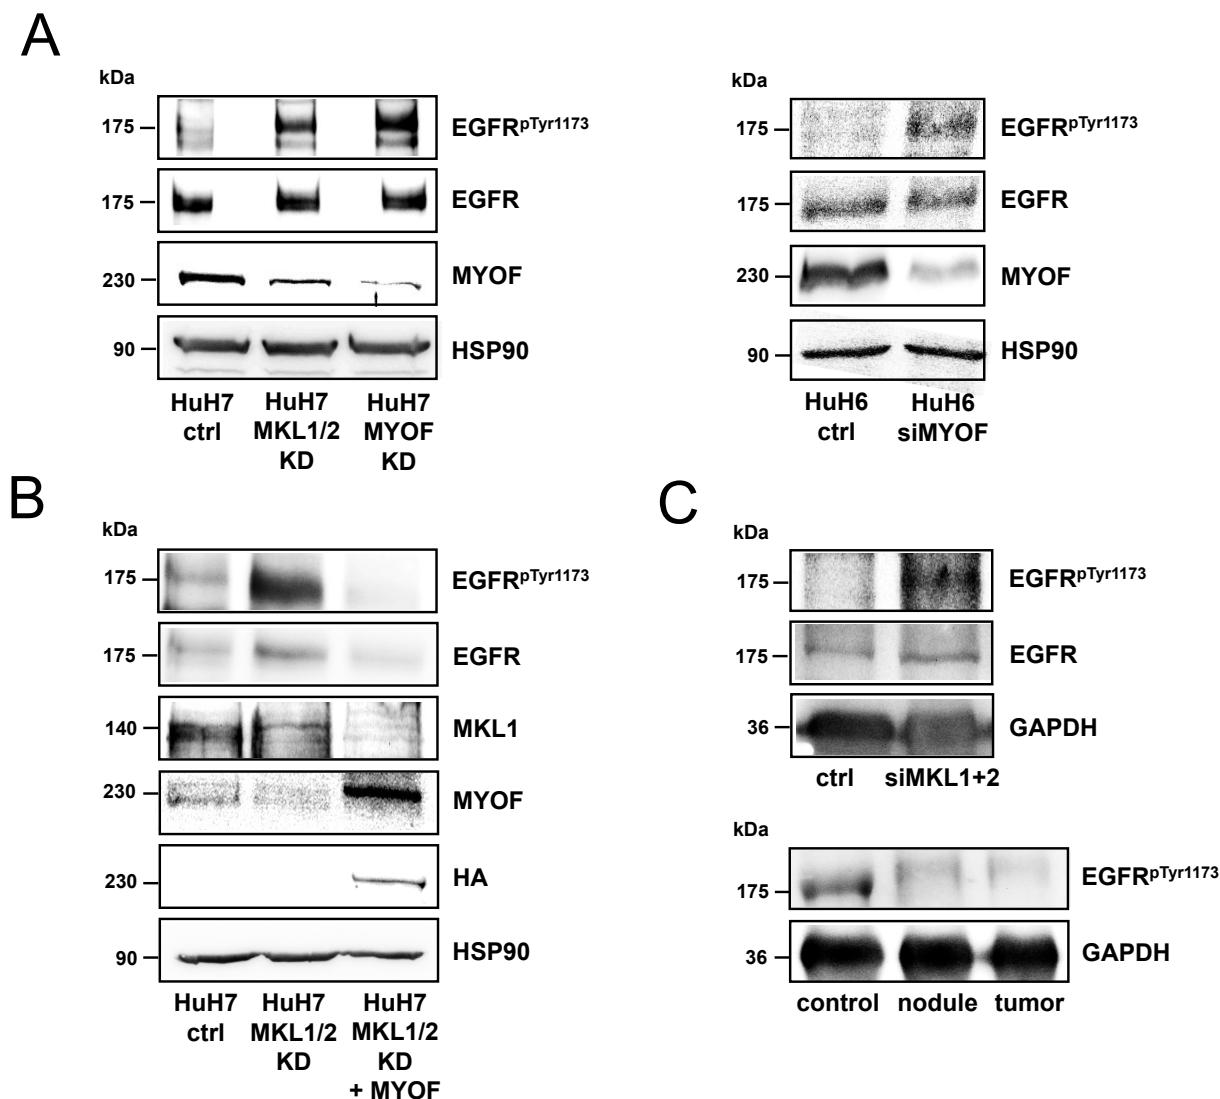 A
kDa
175
EGFRpTyr1173
175
EGFR
230
MYOF
90
HSP90
HuH7
ctrl
HuH7
MKL1/2
KD
HuH7
MYOF
KD
kDa
175
EGFRpTyr1173
175
EGFR
230
MYOF
90
HSP90
HuH6
ctrl
HuH6
siMYOF
B
kDa
175
EGFRpTyr1173
175
EGFR
140
MKL1
230
MYOF
230
HA
90
HSP90
HuH7
ctrl
HuH7
MKL1/2
KD
HuH7
MKL1/2
KD
+ MYOF
C
kDa
175
EGFRpTyr1173
175
EGFR
36
GAPDH
ctrl
siMKL1+2
kDa
175
EGFRpTyr1173
36
GAPDH
control
nodule
tumor